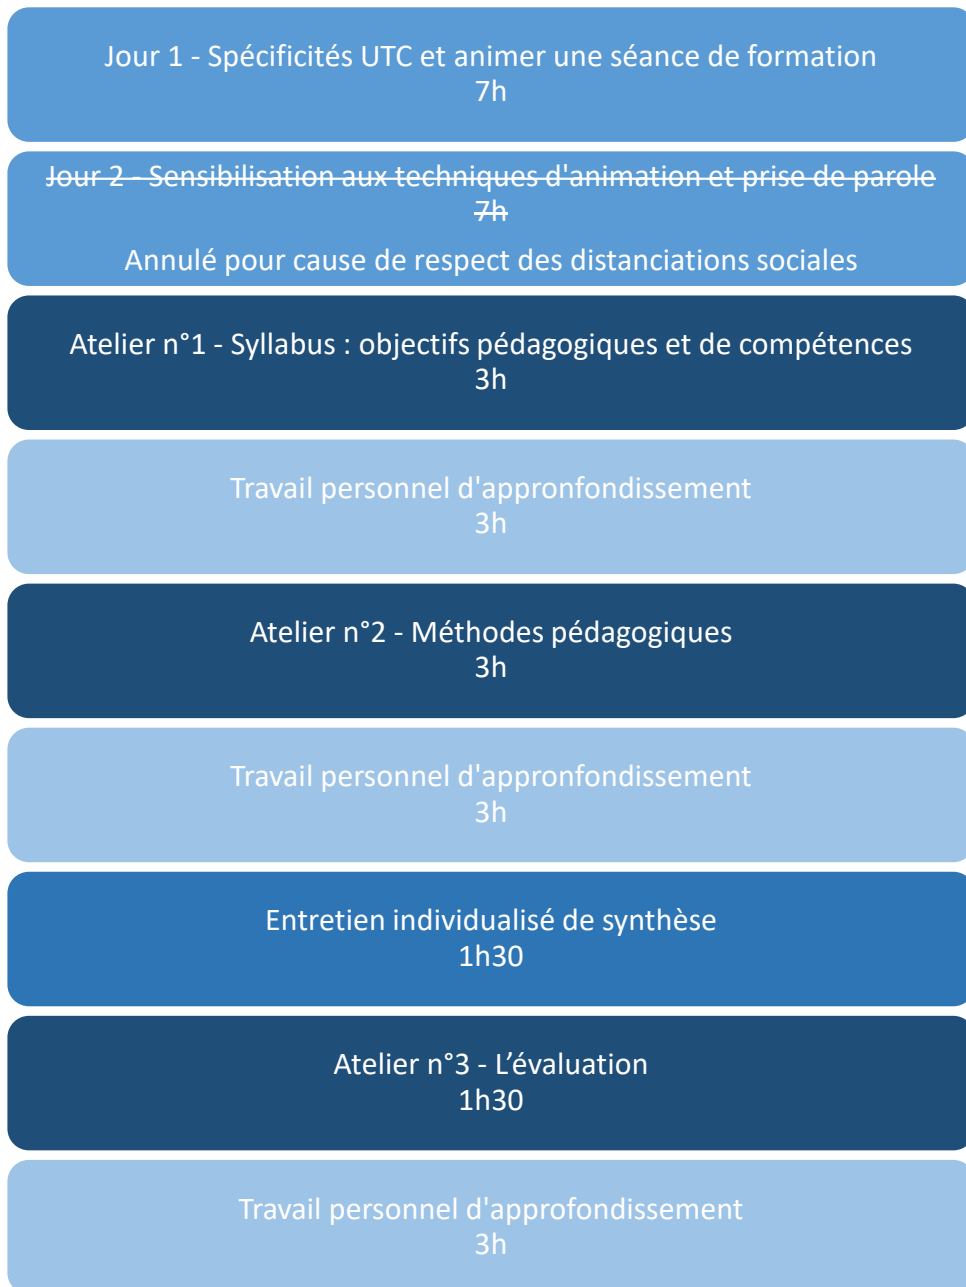 Jour 1 - Spécificités UTC et animer une séance de formation
7h
Jour 2 - Sensibilisation aux techniques d'animation et prise de parole
7h
Annulé pour cause de respect des distanciations sociales
Atelier n°1 - Syllabus : objectifs pédagogiques et de compétences
3h
Travail personnel d'appronfondissement
3h
Atelier n°2 - Méthodes pédagogiques
3h
Travail personnel d'appronfondissement
3h
Entretien individualisé de synthèse
1h30
Atelier n°3 - L’évaluation
1h30
Travail personnel d'approfondissement
3h